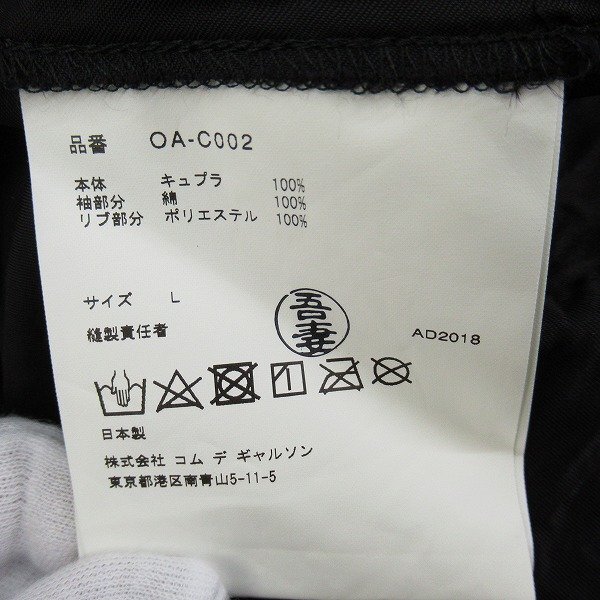 品番 OA-C002
本体 キュプラ 100%
袖部分 綿 100%
リブ部分 ポリエステル 100%
サイズ L
縫製責任者 吾妻 AD2018
日本製
株式会社 コム デ ギャルソン
東京都港区南青山5-11-5